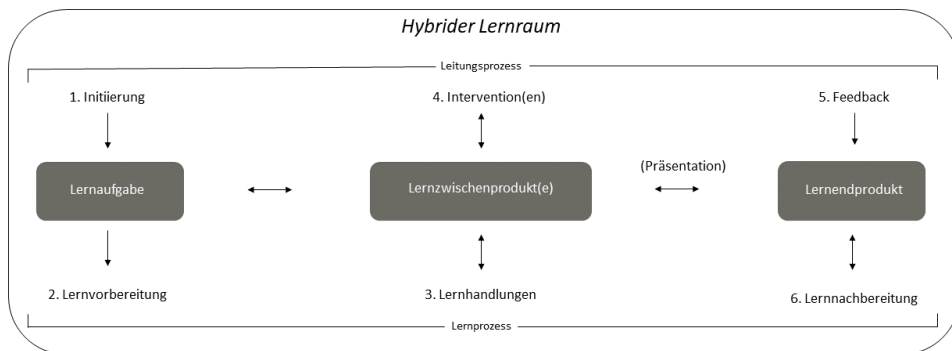 Hybrider Lernraum
Leitungsprozess
1. Initiierung
4. Intervention(en)
5. Feedback
(Präsentation)
Lernaufgabe
Lernzwischenprodukt(e)
Lernendprodukt
2. Lernvorbereitung
3. Lernhandlungen
6. Lernnachbereitung
Lernprozess